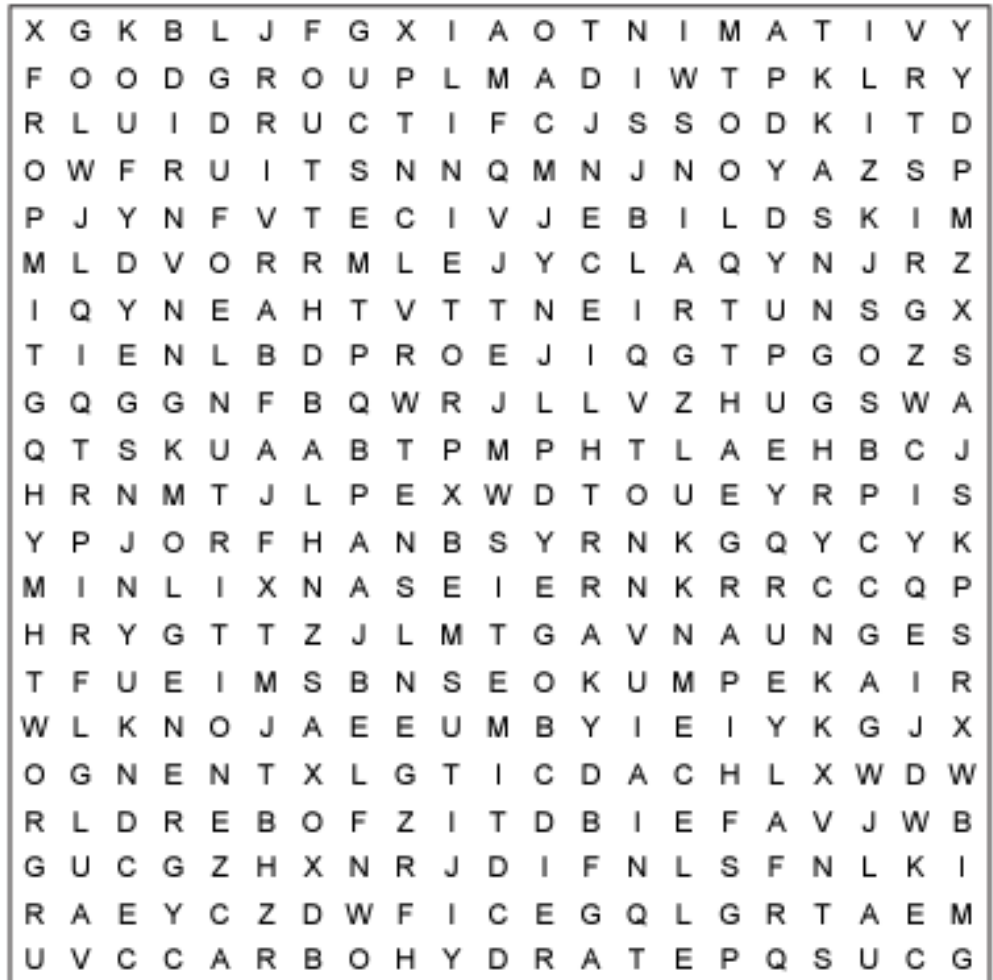 X G K B L J F G X I A O T N I M A T I V Y
F O O D G R O U P L M A D I W T P K L R Y
R L U I D R U C T I F C J S S O D K I T D
O W F R U I T S N N Q M N J N O Y A Z S P
P J Y N F V T E C I V J E B I L D S K I M
M L D V O R R M L E J Y C L A Q Y N J R Z
I Q Y N E A H T V T T N E I R T U N S G X
T I E N L B D P R O E J I Q G T P G O Z S
G Q G G N F B Q W R J L L V Z H U G S W A
Q T S K U A A B T P M P H T L A E H B C J
H R N M T J L P E X W D T O U E Y R P I S
Y P J O R F H A N B S Y R N K G Q Y C Y K
M I N L I X N A S E I E R N K R R C C Q P
H R Y G T T Z J L M T G A V N A U N G E S
T F U E I M S B N S E O K U M P E K A I R
W L K N O J A E E U M B Y I E I Y K G J X
O G N E N T X L G T I C D A C H L X W D W
R L D R E B O F Z I T D B I E F A V J W B
G U C G Z H X N R J D I F N L S F N L K I
R A E Y C Z D W F I C E G Q L G R T A E M
U V C C A R B O H Y D R A T E P Q S U C G